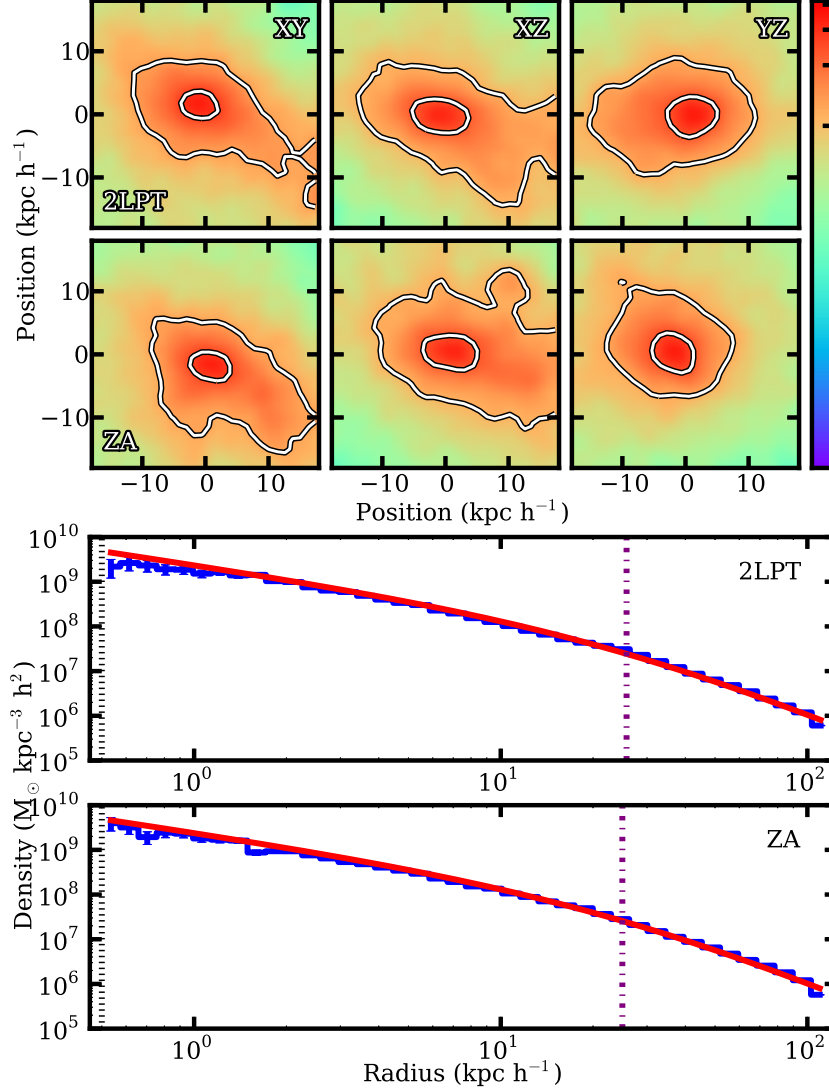 XY XZ YZ
10
0
−10
2LPT
Position (kpc h⁻¹)
10
0
−10
ZA
−10 0 10 −10 0 10 −10 0 10
Position (kpc h⁻¹)
10¹⁰
10⁹
10⁸
10⁷
10⁶
10⁵
2LPT
10⁰ 10¹ 10²
Density (M☉ kpc⁻³ h²)
10¹⁰
10⁹
10⁸
10⁷
10⁶
10⁵
ZA
10⁰ 10¹ 10²
Radius (kpc h⁻¹)